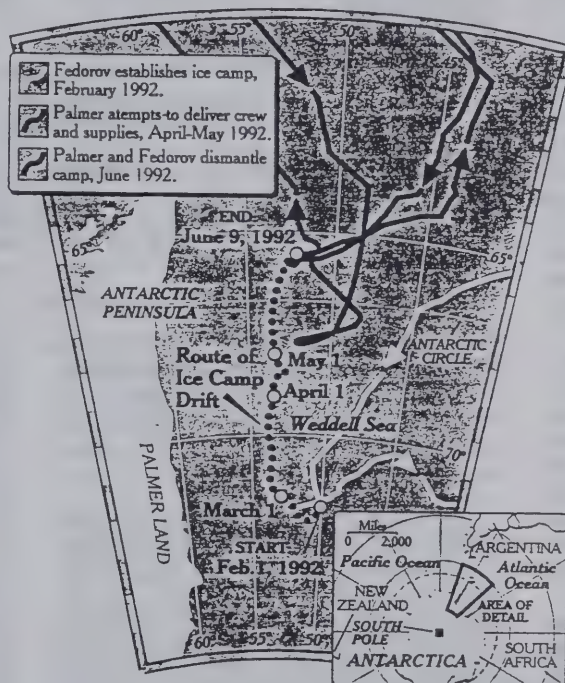 60°
55°
50°
Fedorov establishes ice camp,
February 1992.
Palmer atempts to deliver crew
and supplies, April-May 1992.
Palmer and Fedorov dismantle
camp, June 1992.
END
June 9, 1992
65°
65°
ANTARCTIC
PENINSULA
ANTARCTIC
CIRCLE
Route of
Ice Camp
Drift
May 1
April 1
Weddell Sea
70°
PALMER LAND
March 1
START
Feb. 1, 1992
60°
55°
50°
Miles
0 2,000
Pacific Ocean
ARGENTINA
Atlantic
Ocean
NEW
ZEALAND
AREA OF
DETAIL
SOUTH
POLE
SOUTH
AFRICA
ANTARCTICA